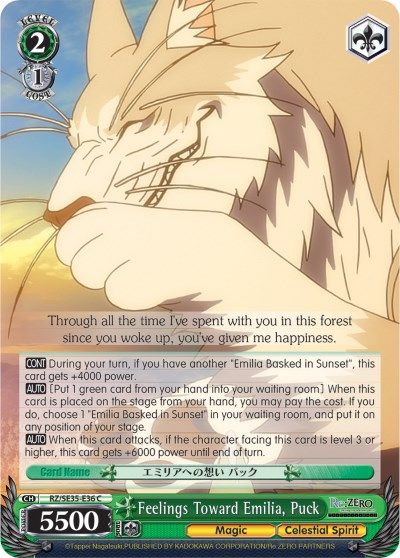 LEVEL
2
1
COST
Through all the time I've spent with you in this forest
since you woke up, you've given me happiness.
CONT During your turn, if you have another "Emilia Basked in Sunset", this
card gets +4000 power.
AUTO [Put 1 green card from your hand into your waiting room] When this
card is placed on the stage from your hand, you may pay the cost. If you
do, choose 1 "Emilia Basked in Sunset" in your waiting room, and put it on
any position of your stage.
AUTO When this card attacks, if the character facing this card is level 3 or
higher, this card gets +6000 power until end of turn.
Card Name エミリアへの想い パック
CH RZ/SE35-E36 C
Feelings Toward Emilia, Puck
Re:ZERO
POWER 5500
Magic
Celestial Spirit
©Tappei Nagatsuki,PUBLISHED BY KADOKAWA CORPORATION/Re:ZERO PARTNERS